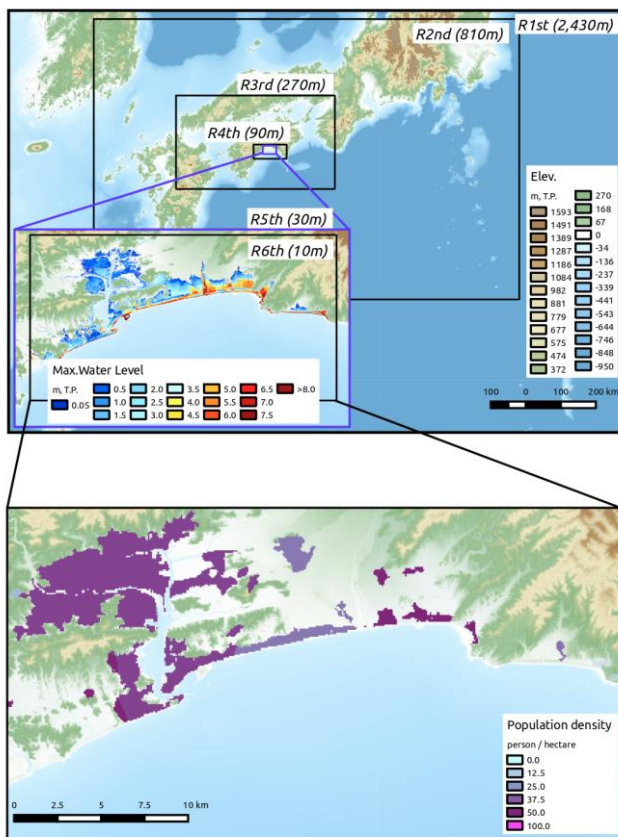 R1st (2,430m)
R2nd (810m)
R3rd (270m)
R4th (90m)
R5th (30m)
R6th (10m)
Elev.
m, T.P.
1593
1491
1389
1287
1186
1084
982
881
779
677
575
474
372
270
168
67
0
-34
-136
-237
-339
-441
-543
-644
-746
-848
-950
Max.Water Level
m, T.P. 0.5 2.0 3.5 5.0 6.5 >8.0
0.05 1.0 2.5 4.0 5.5 7.0
1.5 3.0 4.5 6.0 7.5
100 0 100 200 km
Population density
person / hectare
0.0
12.5
25.0
37.5
50.0
100.0
0 2.5 5 7.5 10 km